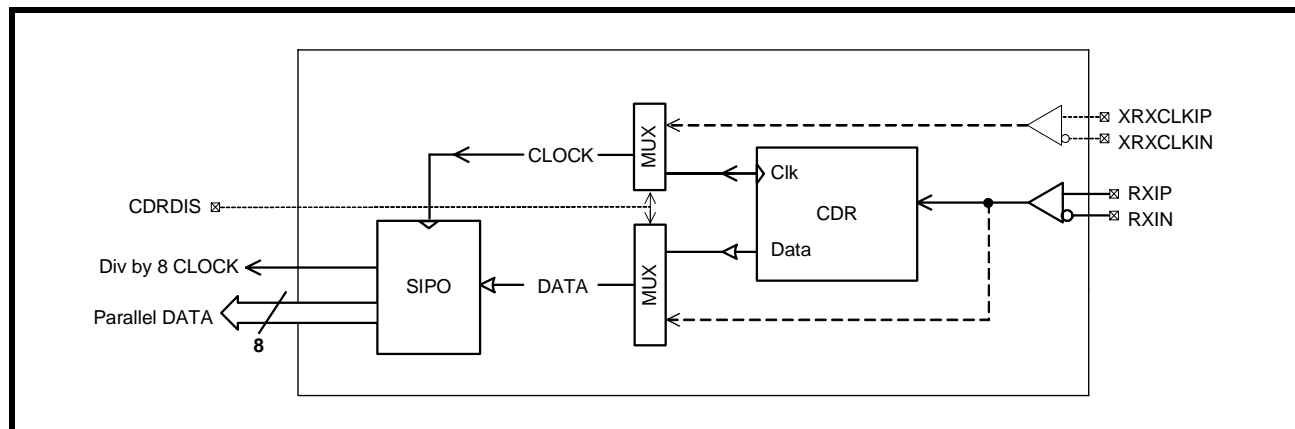 XRXCLKIP
XRXCLKIN
MUX
CLOCK
Clk
CDR
RXIP
RXIN
CDRDIS
Data
Div by 8 CLOCK
SIPO
DATA
MUX
Parallel DATA
8